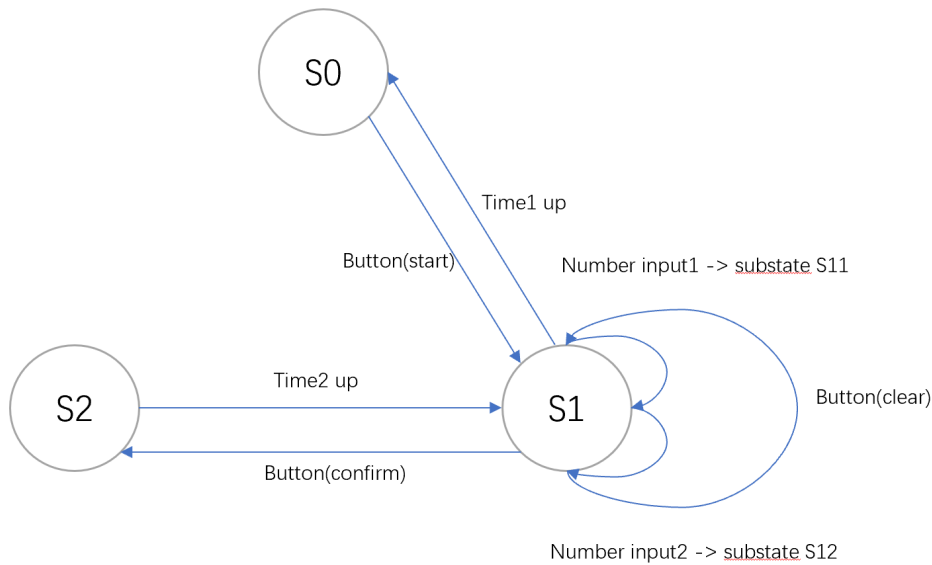 S0
Time1 up
Button(start)
Number input1 -> substate S11
Time2 up
S2
S1
Button(clear)
Button(confirm)
Number input2 -> substate S12